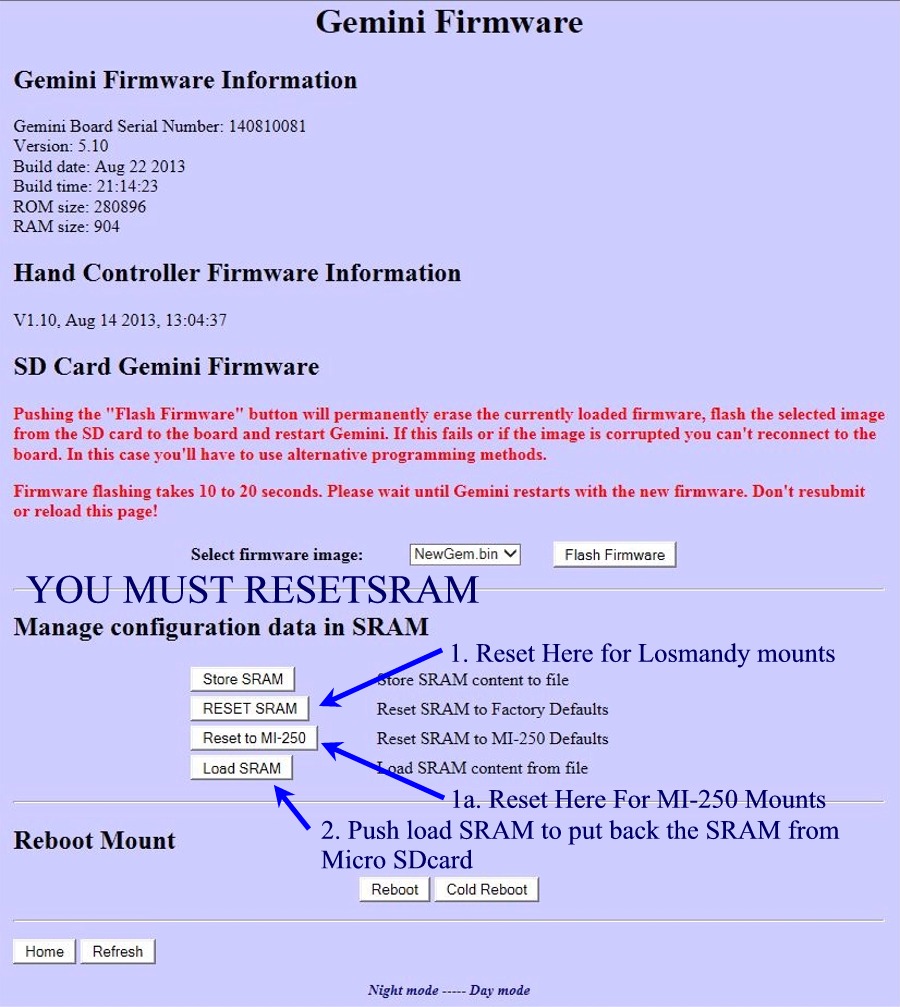 Gemini Firmware
Gemini Firmware Information
Gemini Board Serial Number: 140810081
Version: 5.10
Build date: Aug 22 2013
Build time: 21:14:23
ROM size: 280896
RAM size: 904
Hand Controller Firmware Information
V1.10, Aug 14 2013, 13:04:37
SD Card Gemini Firmware
Pushing the "Flash Firmware" button will permanently erase the currently loaded firmware, flash the selected image
from the SD card to the board and restart Gemini. If this fails or if the image is corrupted you can't reconnect to the
board. In this case you'll have to use alternative programming methods.
Firmware flashing takes 10 to 20 seconds. Please wait until Gemini restarts with the new firmware. Don't resubmit
or reload this page!
Select firmware image: NewGem.bin Flash Firmware
YOU MUST RESETSRAM
Manage configuration data in SRAM
1. Reset Here for Losmandy mounts
Store SRAM Store SRAM content to file
RESET SRAM Reset SRAM to Factory Defaults
Reset to MI-250 Reset SRAM to MI-250 Defaults
Load SRAM Load SRAM content from file
1a. Reset Here For MI-250 Mounts
2. Push load SRAM to put back the SRAM from
Micro SDcard
Reboot Mount
Reboot Cold Reboot
Home Refresh
Night mode ----- Day mode